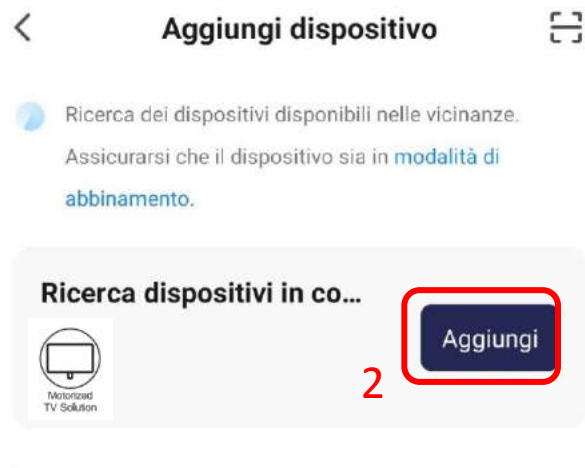 Aggiungi dispositivo
Ricerca dei dispositivi disponibili nelle vicinanze.
Assicurarsi che il dispositivo sia in modalità di
abbinamento.
Ricerca dispositivi in co...
Aggiungi
2
Motorized
TV Solution